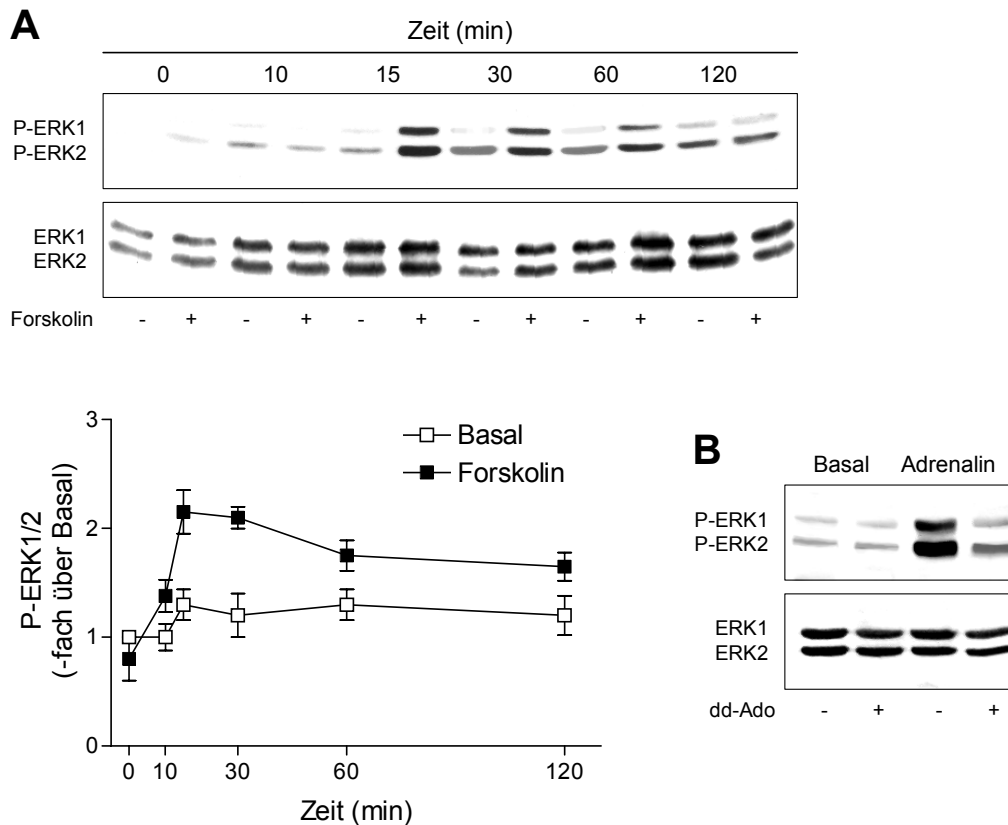 A
Zeit (min)
0 10 15 30 60 120
P-ERK1
P-ERK2
ERK1
ERK2
Forskolin - + - + - + - + - + - +
3
2
1
0
P-ERK1/2
(-fach über Basal)
Basal
Forskolin
0 10 30 60 120
Zeit (min)
B
Basal Adrenalin
P-ERK1
P-ERK2
ERK1
ERK2
dd-Ado - + - +